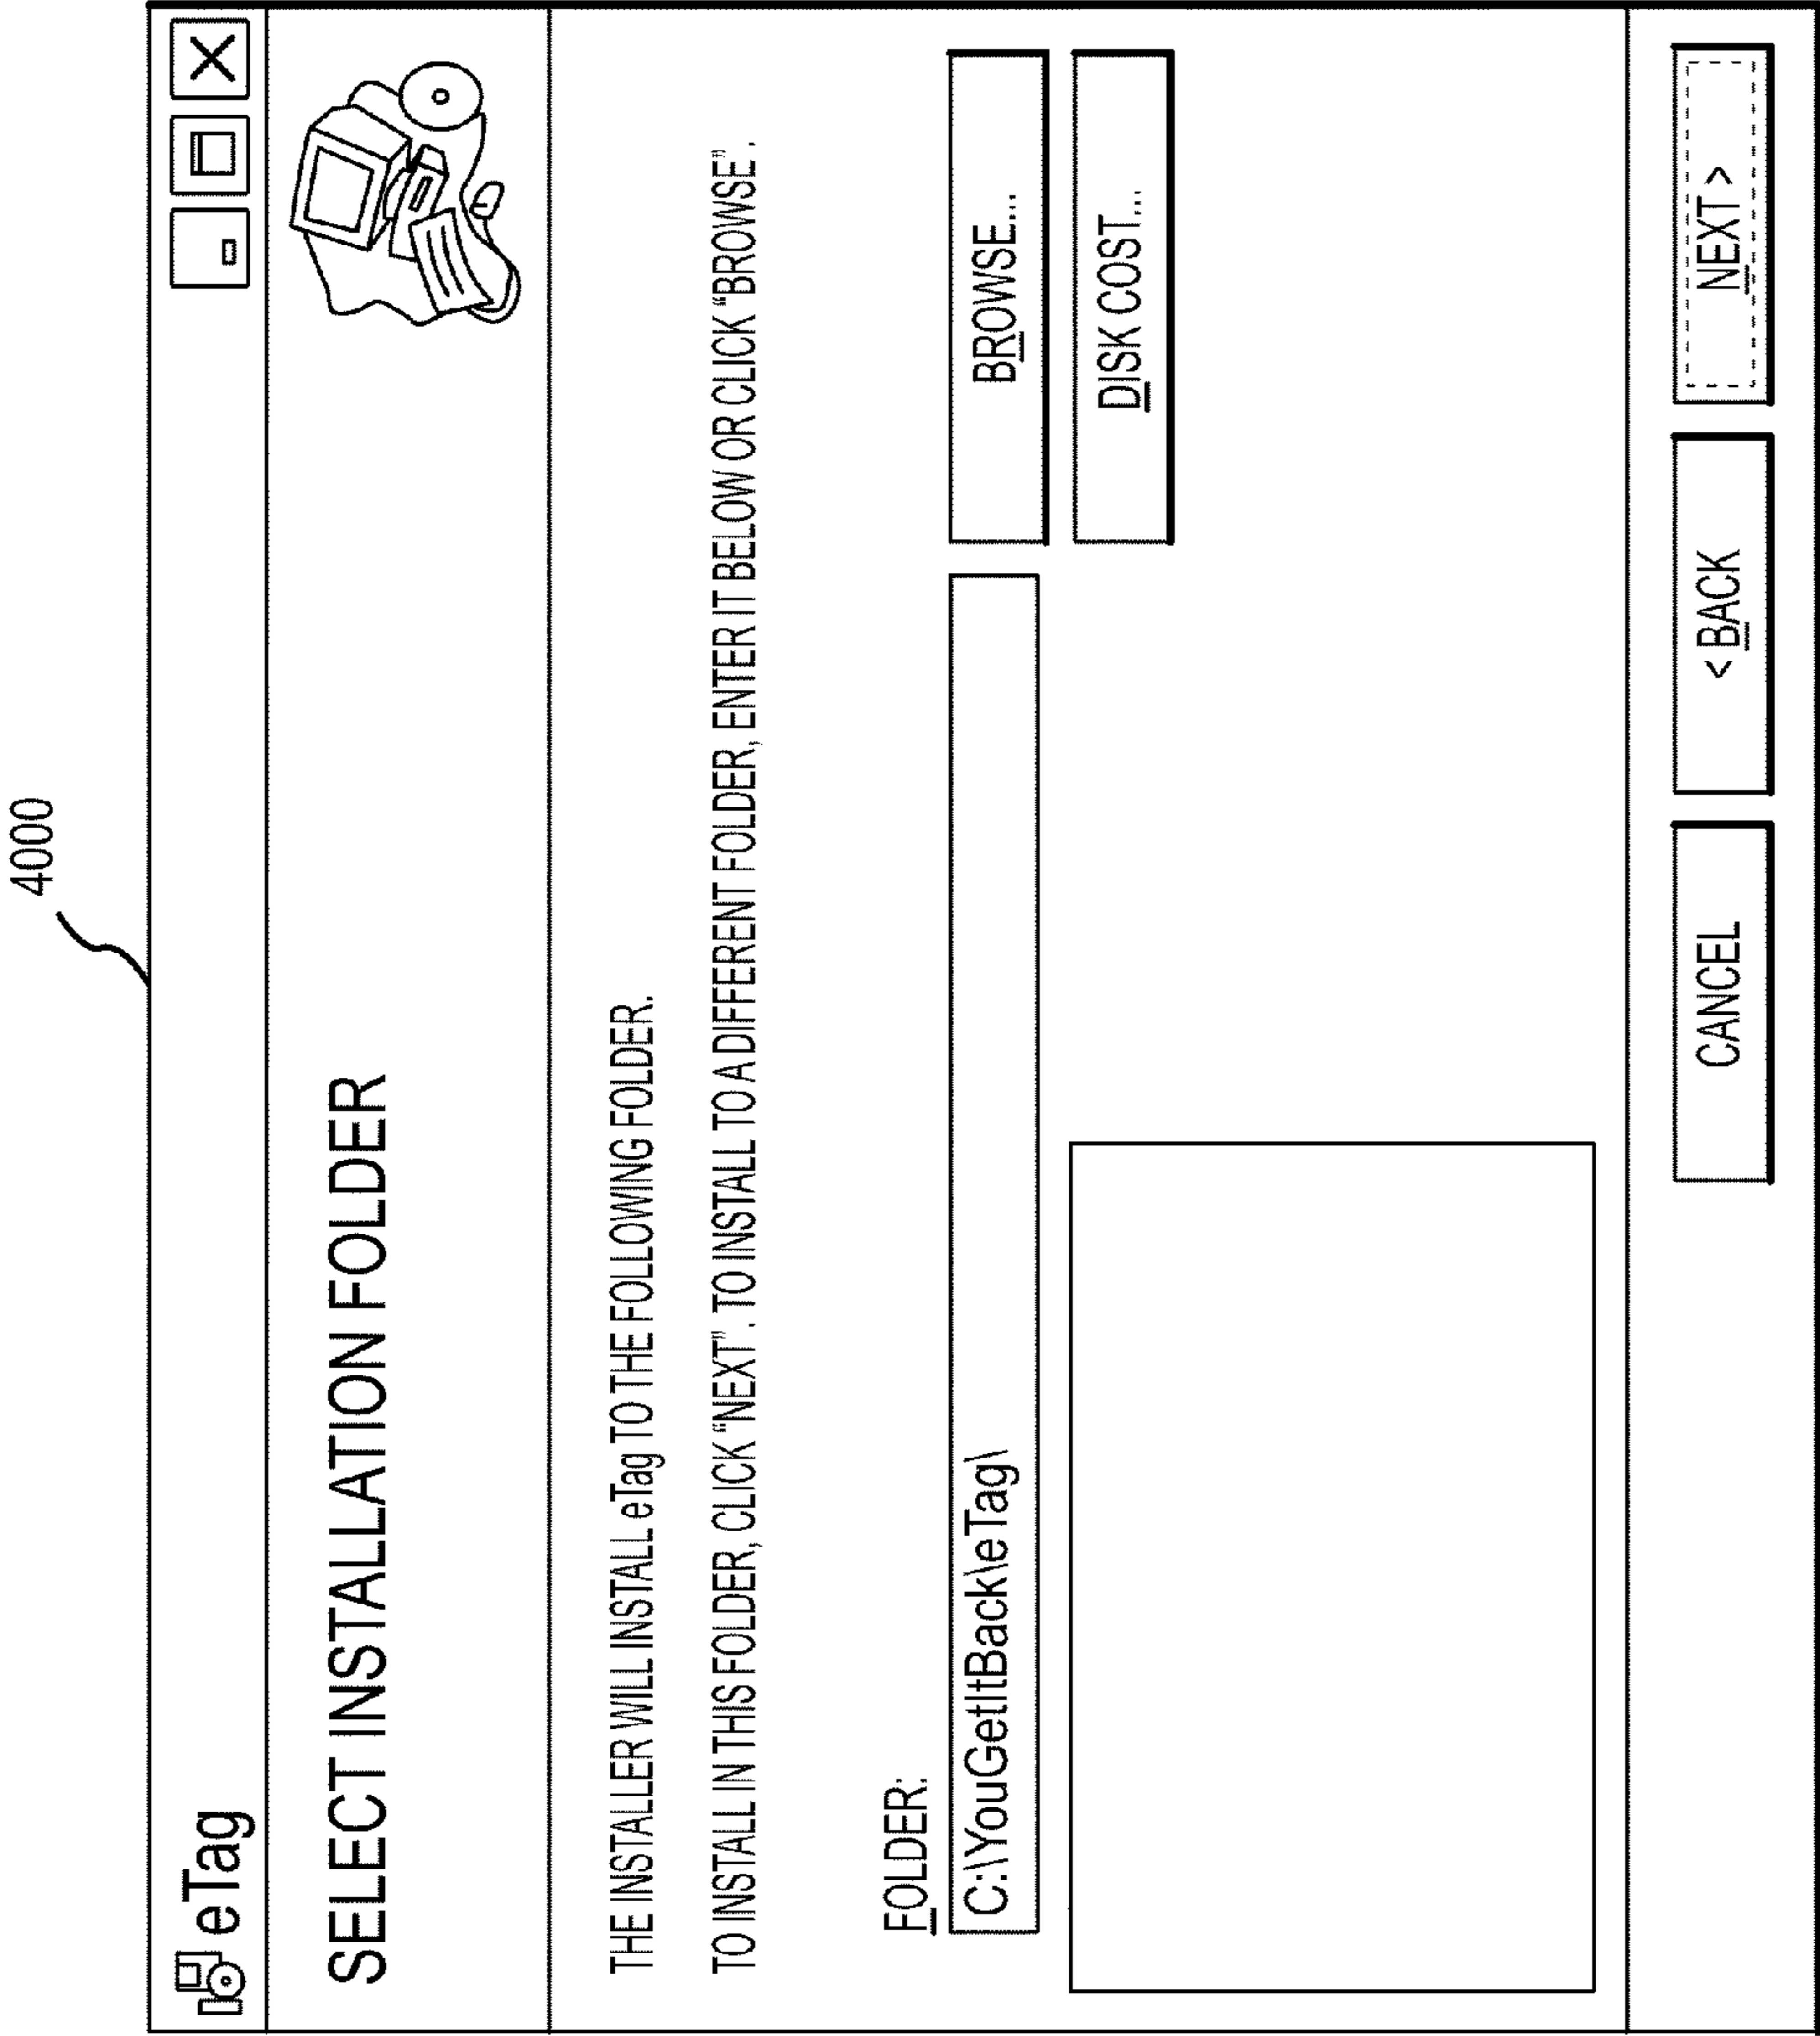 4000
eTag
SELECT INSTALLATION FOLDER
THE INSTALLER WILL INSTALL eTag TO THE FOLLOWING FOLDER.
TO INSTALL IN THIS FOLDER, CLICK “NEXT”. TO INSTALL TO A DIFFERENT FOLDER, ENTER IT BELOW OR CLICK “BROWSE”.
FOLDER:
C:\YouGetItBack\eTag\
BROWSE...
DISK COST...
CANCEL
< BACK
NEXT >